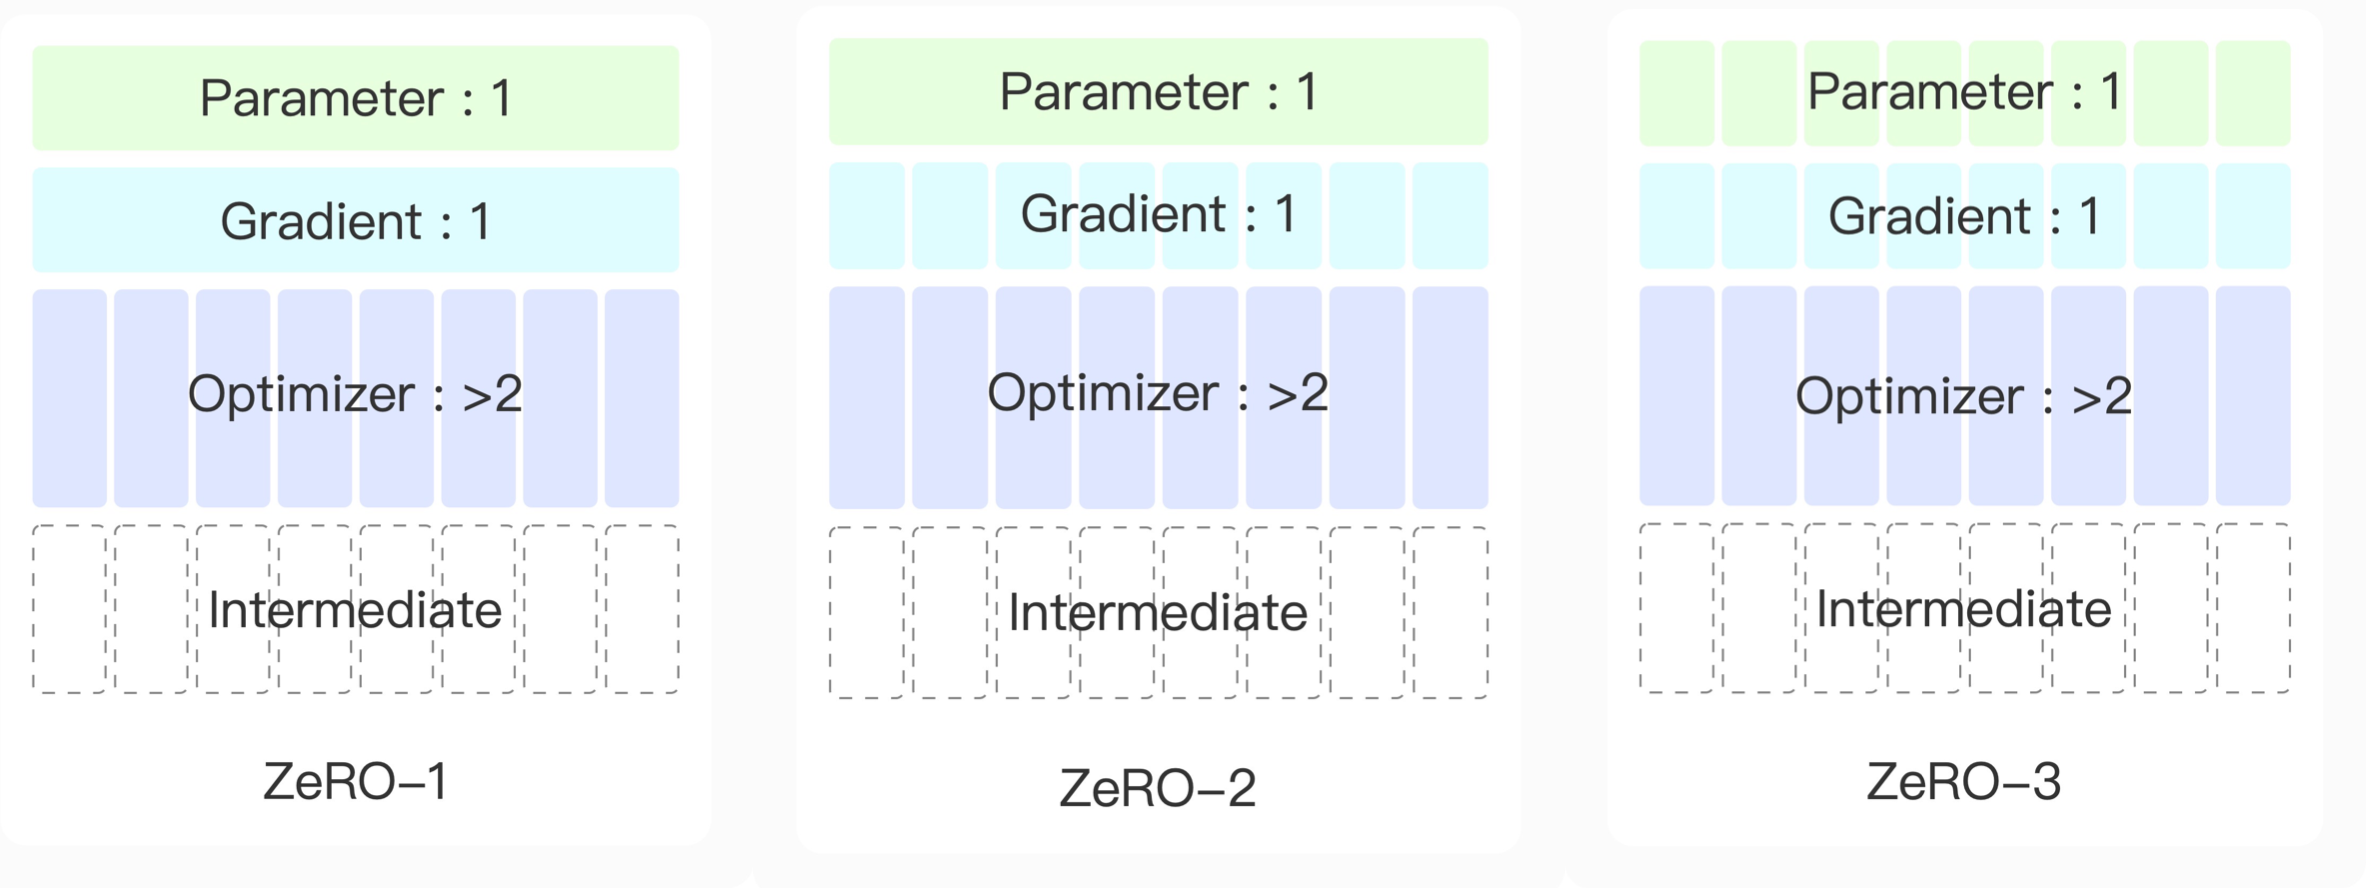 Parameter : 1
Gradient : 1
Optimizer : >2
Intermediate
ZeRO-1
Parameter : 1
Gradient : 1
Optimizer : >2
Intermediate
ZeRO-2
Parameter : 1
Gradient : 1
Optimizer : >2
Intermediate
ZeRO-3